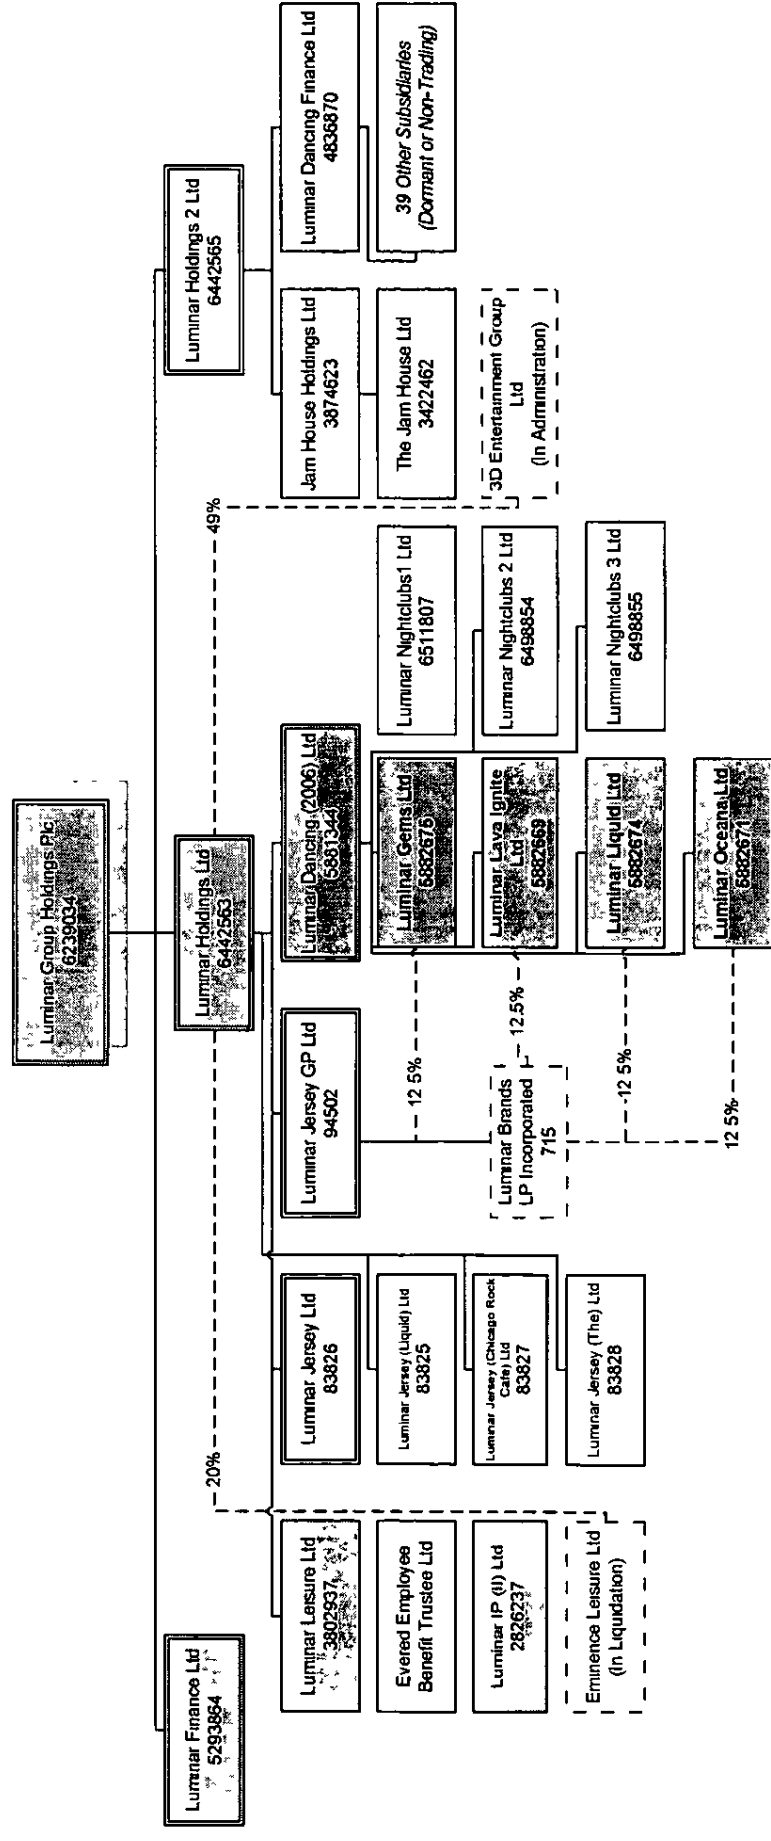 Luminar Group Holdings Plc
6239034
Luminar Finance Ltd
5293864
Luminar Holdings Ltd
6442563
Luminar Holdings 2 Ltd
6442565
20%
49%
Luminar Leisure Ltd
3802937
Evered Employee
Benefit Trustee Ltd
Luminar IP (II) Ltd
2826237
Eminence Leisure Ltd
(In Liquidation)
Luminar Jersey Ltd
83826
Luminar Jersey (Liquid) Ltd
83825
Luminar Jersey (Chicago Rock
Cafe) Ltd
83827
Luminar Jersey (The) Ltd
83828
Luminar Jersey GP Ltd
94502
Luminar Brands
LP Incorporated
715
12 5%
12.5%
12 5%
12 5%
Luminar Dancing (2006) Ltd
5881344
Luminar Gems Ltd
5882675
Luminar Lava Ignite
Ltd
5882669
Luminar Liquid Ltd
5882674
Luminar Oceana Ltd
5882671
Luminar Nightclubs1 Ltd
6511807
Luminar Nightclubs 2 Ltd
6498854
Luminar Nightclubs 3 Ltd
6498855
Jam House Holdings Ltd
3874623
The Jam House Ltd
3422462
3D Entertainment Group
Ltd
(In Administration)
Luminar Dancing Finance Ltd
4836870
39 Other Subsidiaries
(Dormant or Non-Trading)